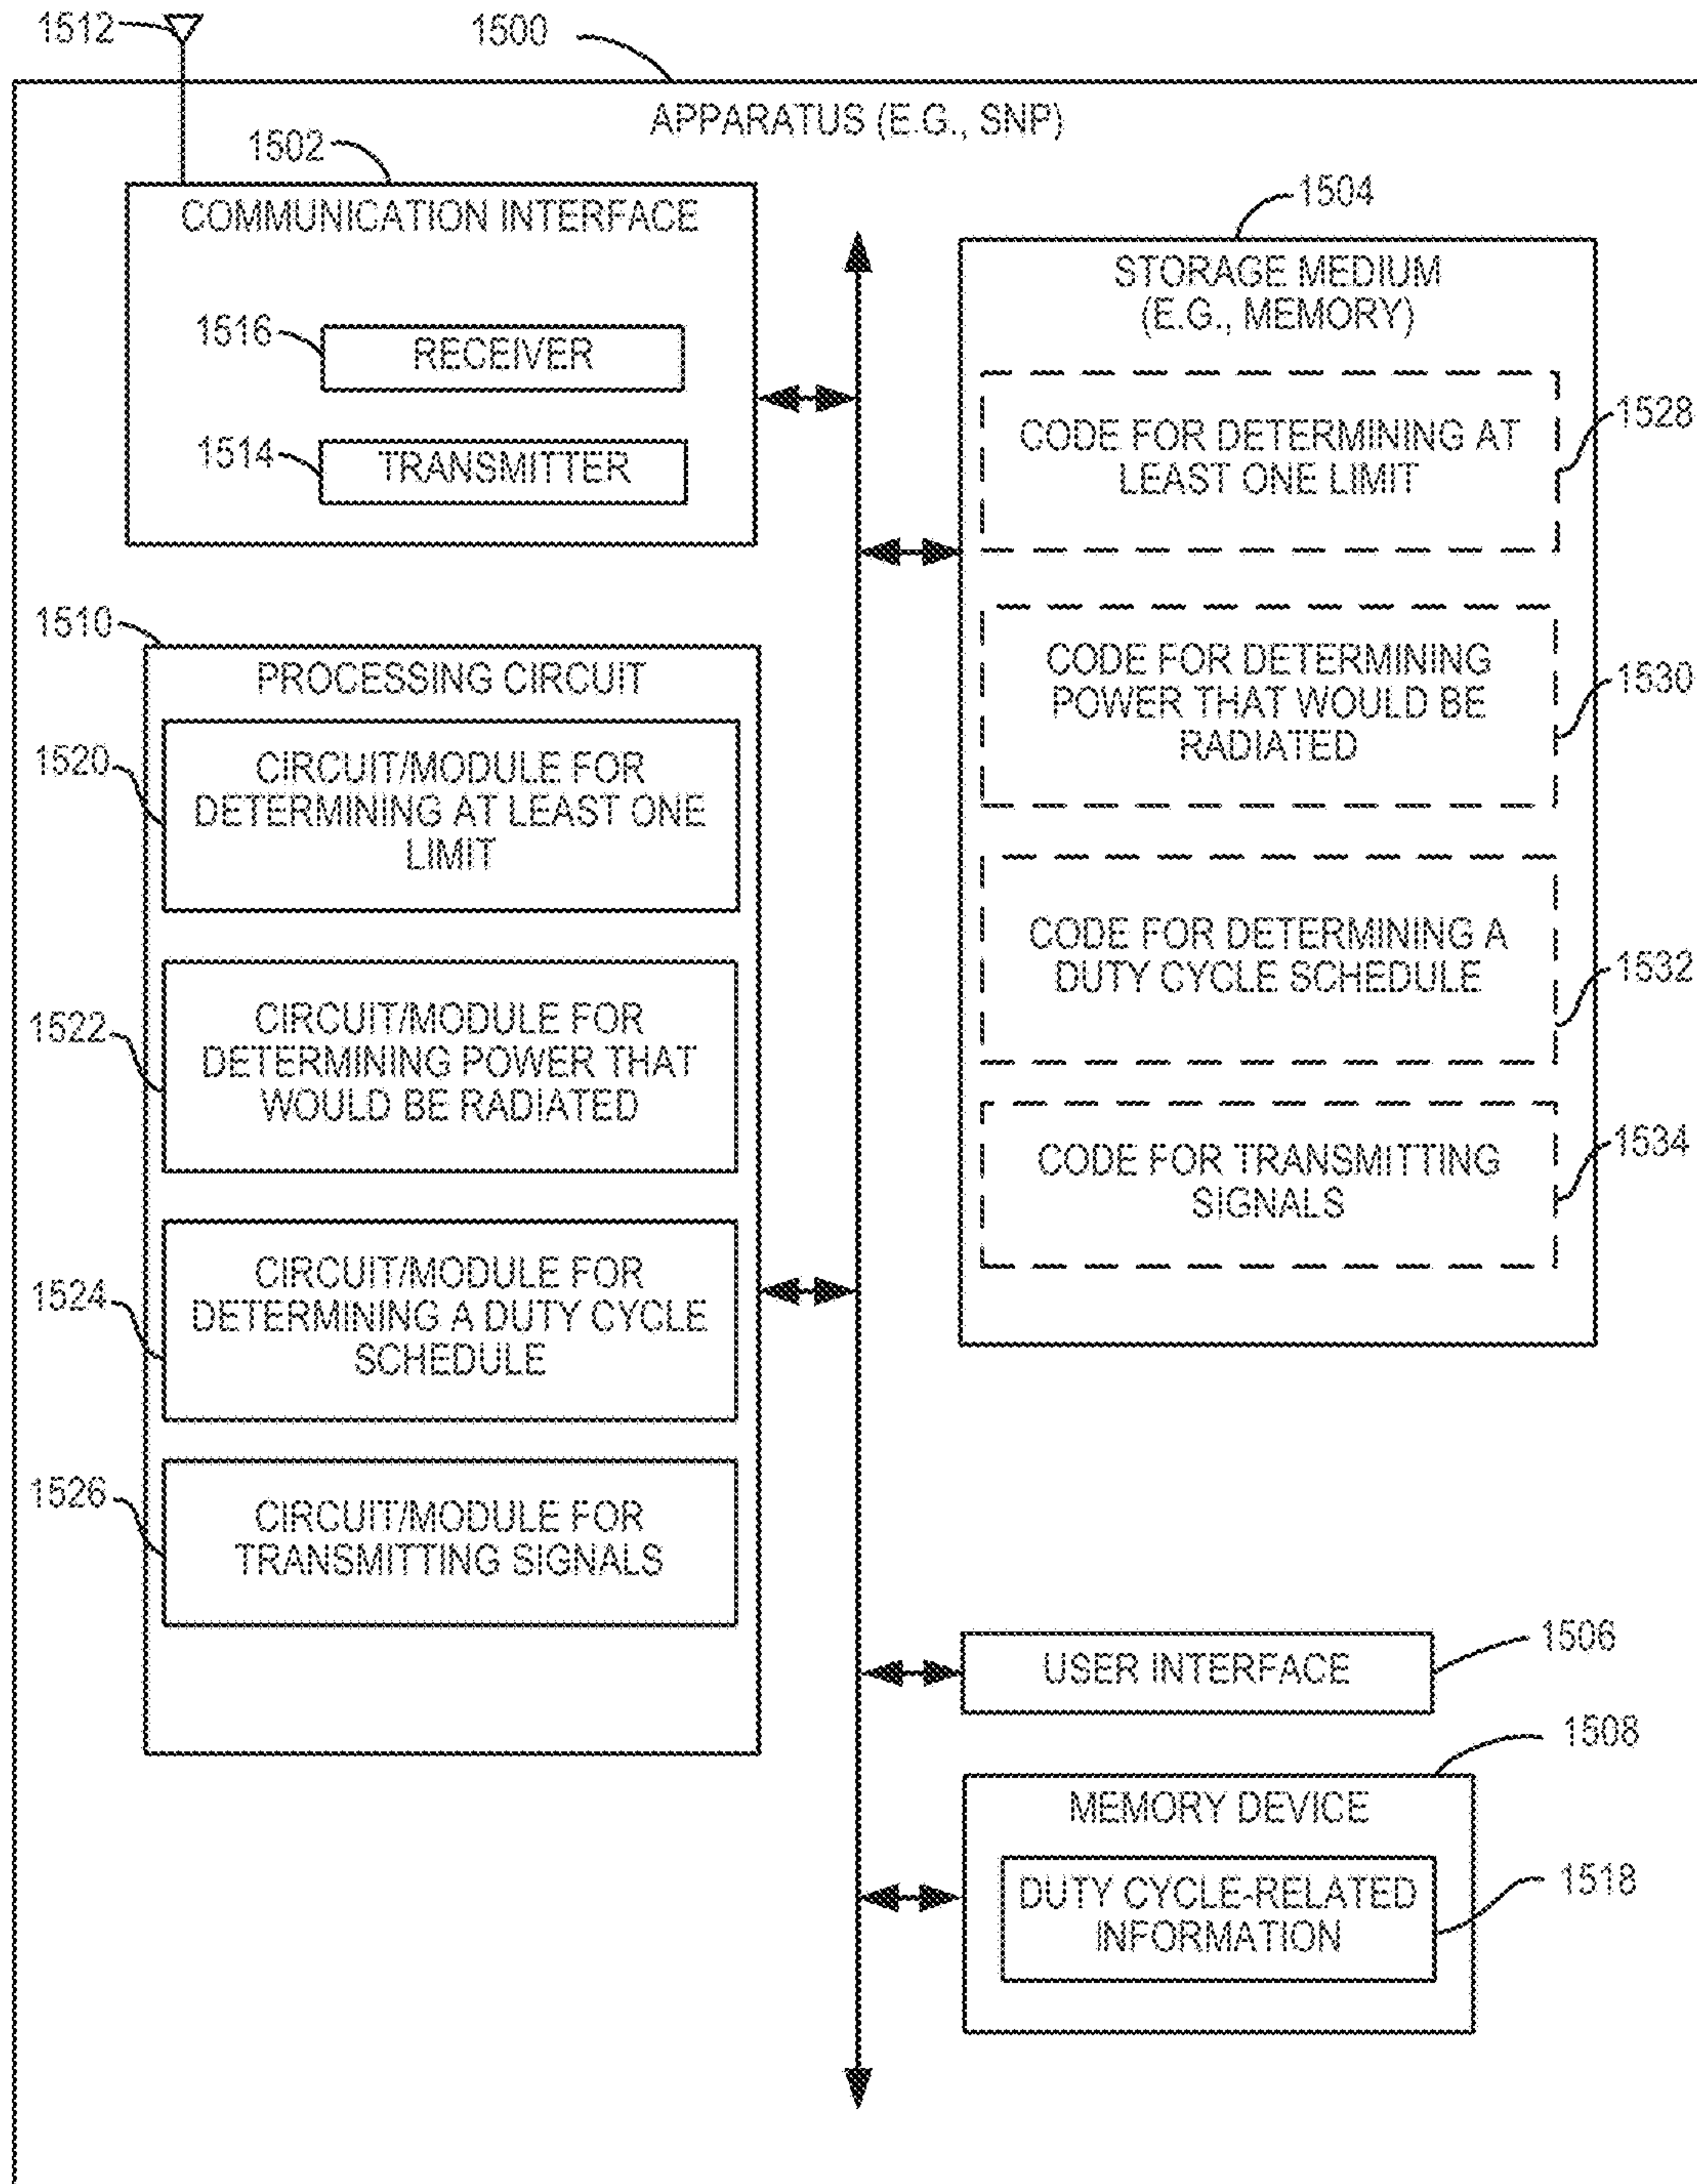 1512
1500
APPARATUS (E.G., SNP)
1502
COMMUNICATION INTERFACE
1516
RECEIVER
1514
TRANSMITTER
1504
STORAGE MEDIUM
(E.G., MEMORY)
CODE FOR DETERMINING AT
LEAST ONE LIMIT
1528
CODE FOR DETERMINING
POWER THAT WOULD BE
RADIATED
1530
CODE FOR DETERMINING A
DUTY CYCLE SCHEDULE
1532
CODE FOR TRANSMITTING
SIGNALS
1534
1510
PROCESSING CIRCUIT
1520
CIRCUIT/MODULE FOR
DETERMINING AT LEAST ONE
LIMIT
1522
CIRCUIT/MODULE FOR
DETERMINING POWER THAT
WOULD BE RADIATED
1524
CIRCUIT/MODULE FOR
DETERMINING A DUTY CYCLE
SCHEDULE
1526
CIRCUIT/MODULE FOR
TRANSMITTING SIGNALS
USER INTERFACE
1506
1508
MEMORY DEVICE
DUTY CYCLE-RELATED
INFORMATION
1518